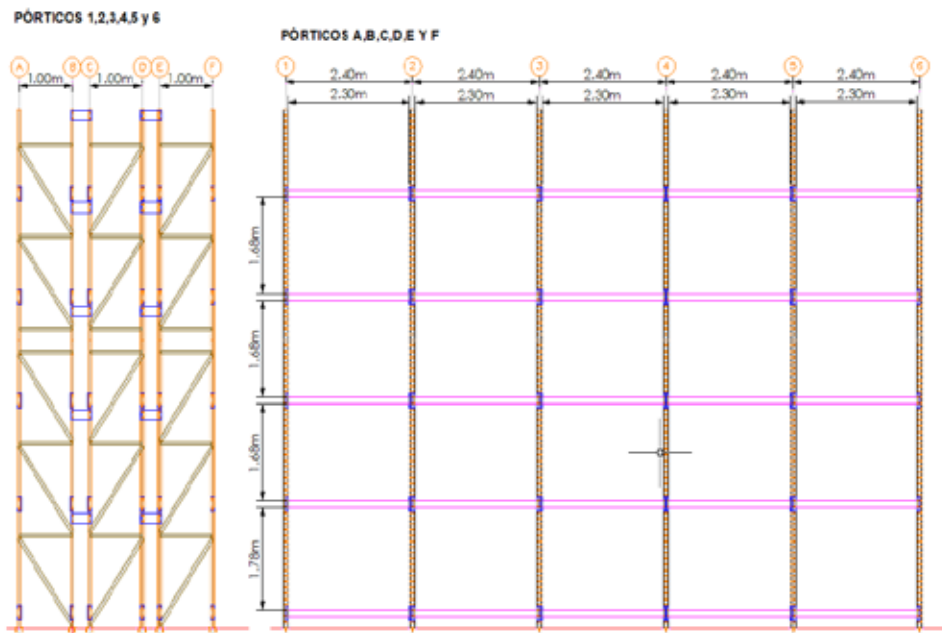 PÓRTICOS 1,2,3,4,5 y 6
PÓRTICOS A,B,C,D,E Y F
A B C D E F
1.00m 1.00m 1.00m
1 2 3 4 5 6
2.40m 2.40m 2.40m 2.40m 2.40m
2.30m 2.30m 2.30m 2.30m 2.30m
1.68m
1.68m
1.68m
1.78m